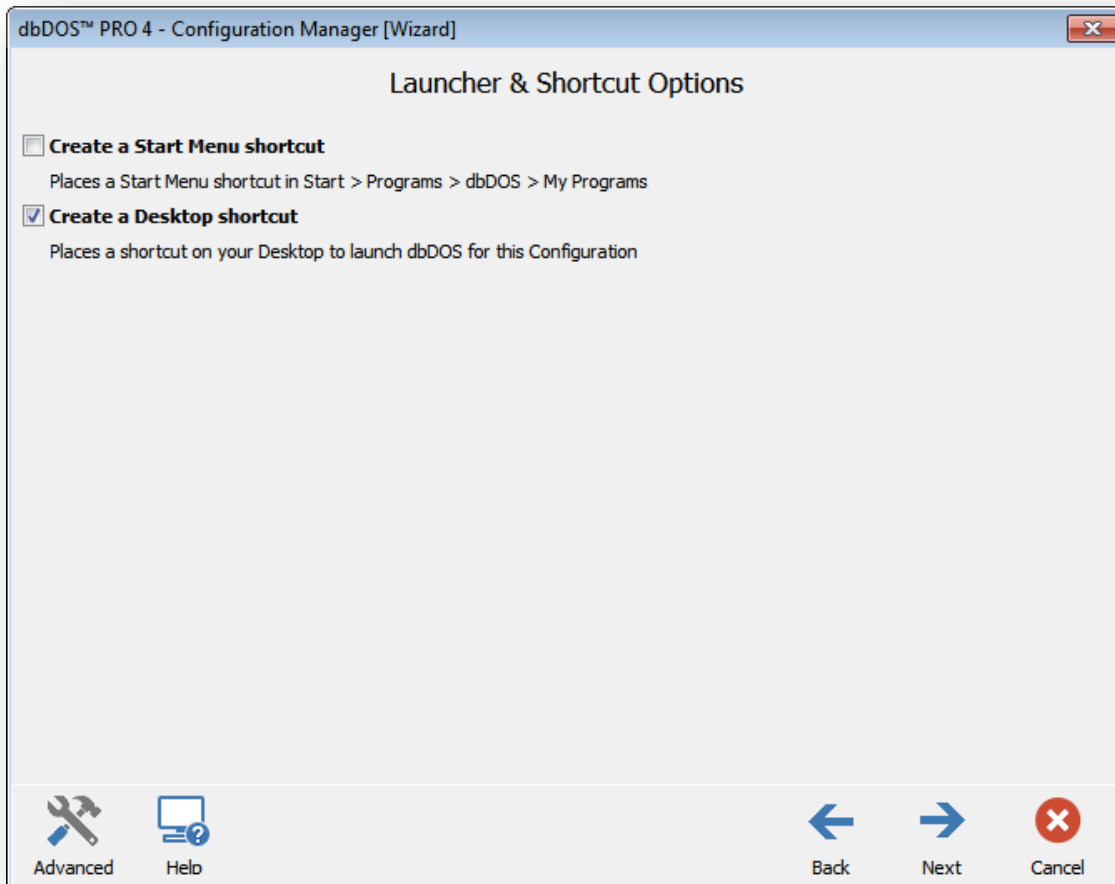 dbDOS™ PRO 4 - Configuration Manager [Wizard]
Launcher & Shortcut Options
Create a Start Menu shortcut
Places a Start Menu shortcut in Start > Programs > dbDOS > My Programs
Create a Desktop shortcut
Places a shortcut on your Desktop to launch dbDOS for this Configuration
Advanced Help Back Next Cancel